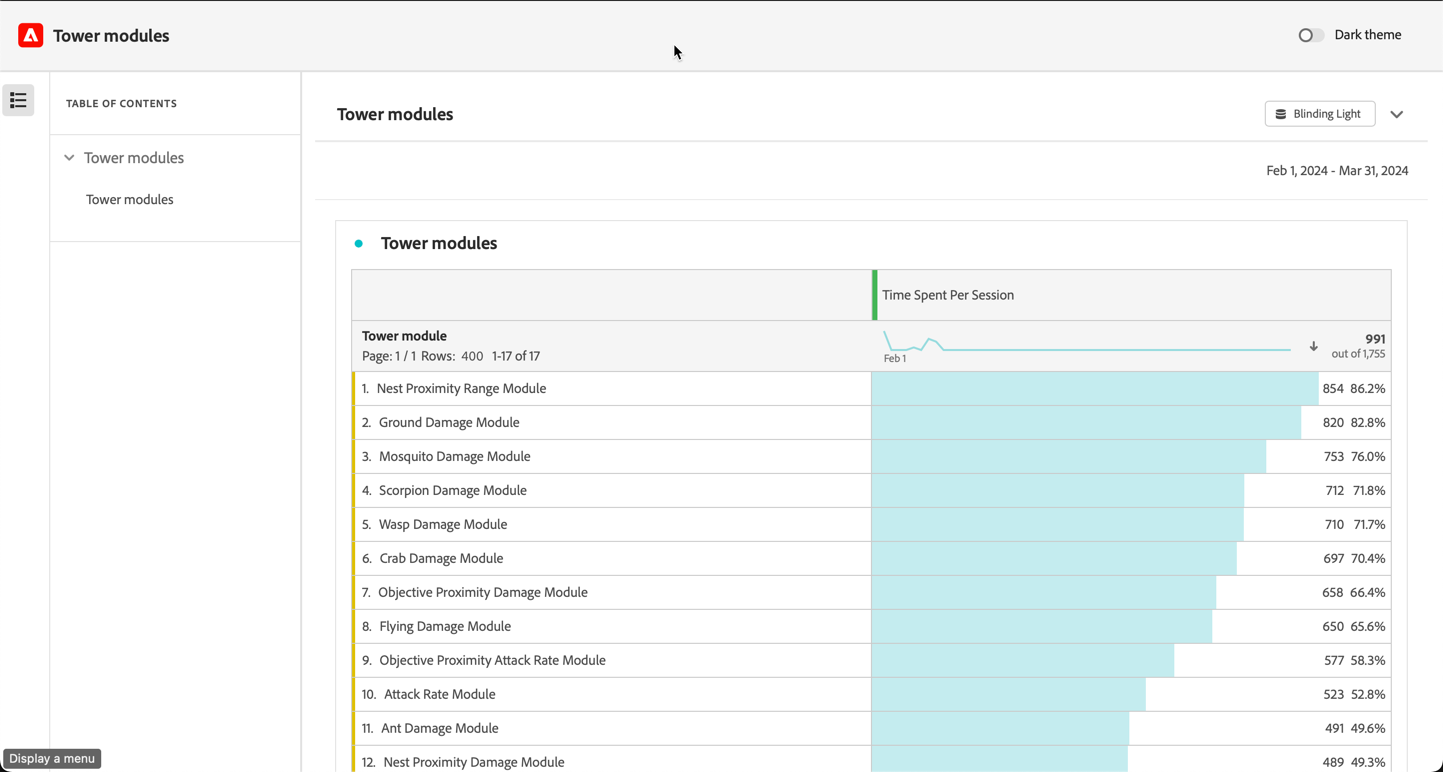 Tower modules
Dark theme
TABLE OF CONTENTS
Tower modules
Tower modules
Tower modules
Blinding Light
Feb 1, 2024 - Mar 31, 2024
Tower modules
Time Spent Per Session
Tower module
Page: 1 / 1 Rows: 400 1-17 of 17
Feb 1
991
out of 1,755
1. Nest Proximity Range Module 854 86.2%
2. Ground Damage Module 820 82.8%
3. Mosquito Damage Module 753 76.0%
4. Scorpion Damage Module 712 71.8%
5. Wasp Damage Module 710 71.7%
6. Crab Damage Module 697 70.4%
7. Objective Proximity Damage Module 658 66.4%
8. Flying Damage Module 650 65.6%
9. Objective Proximity Attack Rate Module 577 58.3%
10. Attack Rate Module 523 52.8%
11. Ant Damage Module 491 49.6%
12. Nest Proximity Damage Module 489 49.3%
Display a menu